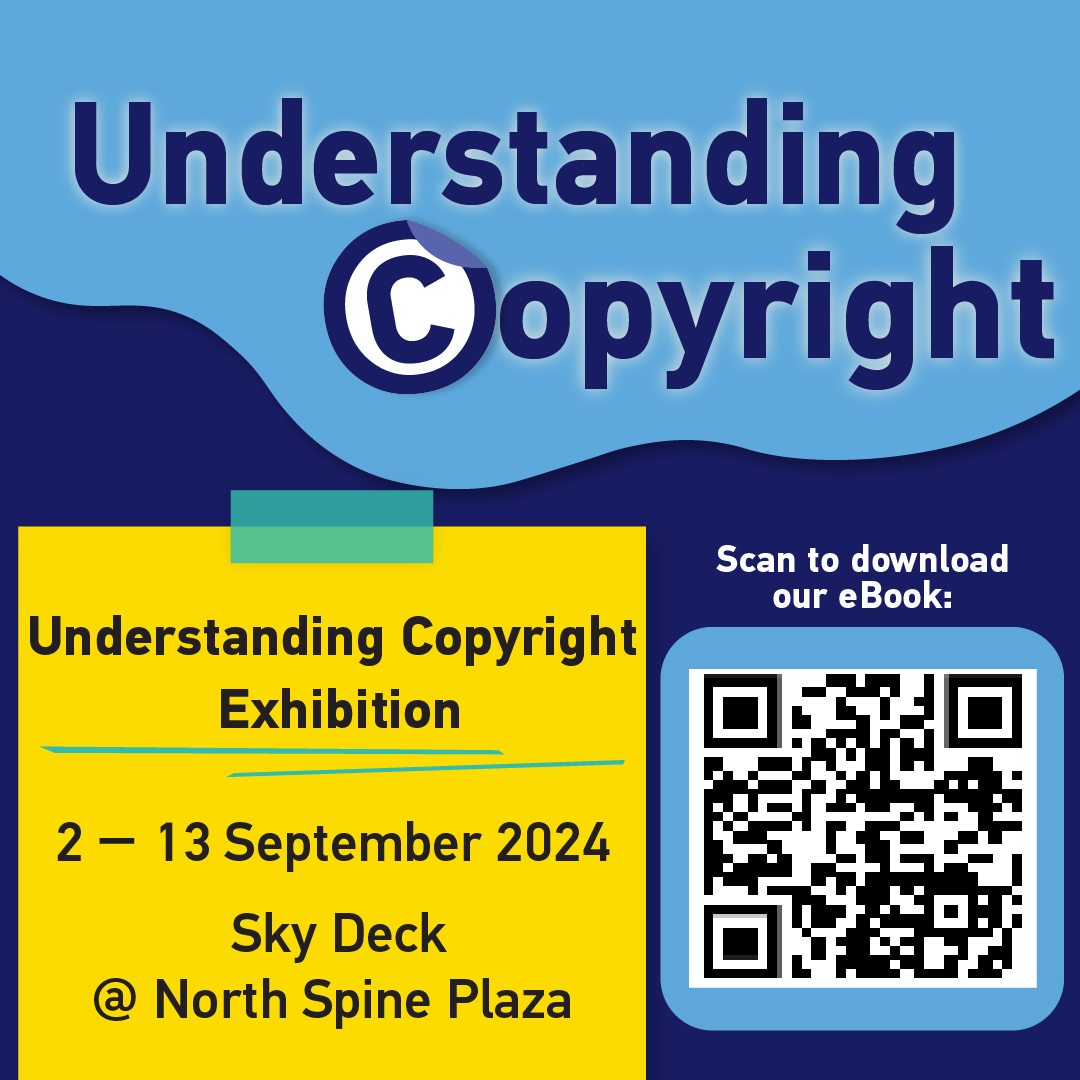 Understanding
Copyright
Understanding Copyright
Exhibition
2 — 13 September 2024
Sky Deck
@ North Spine Plaza
Scan to download
our eBook: